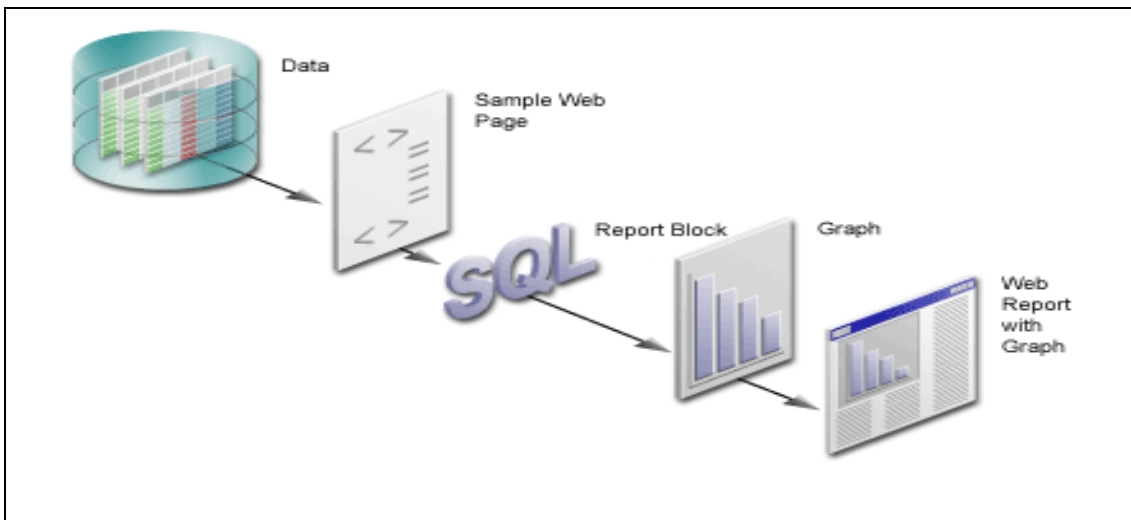 Data
Sample Web
Page
< >
=
=
=
< >
SQL
Report Block
Graph
Web
Report
with
Graph